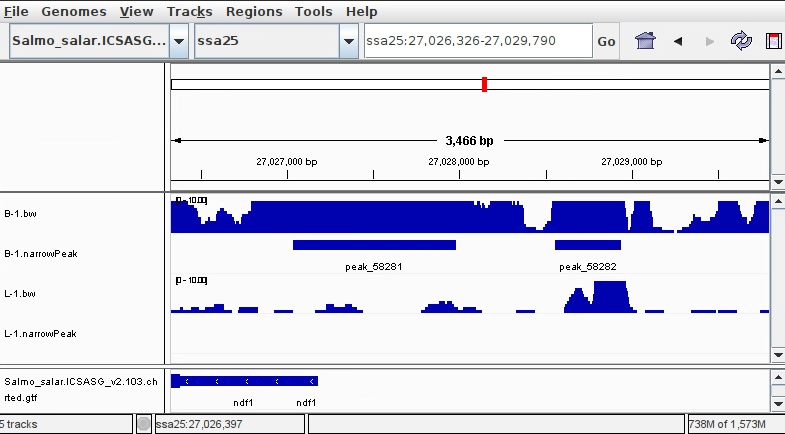 File Genomes View Tracks Regions Tools Help
Salmo_salar.ICSASG... ssa25 ssa25:27,026,326-27,029,790 Go
3,466 bp
27,027,000 bp 27,028,000 bp 27,029,000 bp
[0 - 10.00]
B-1.bw
B-1.narrowPeak
peak_58281 peak_58282
[0 - 10.00]
L-1.bw
L-1.narrowPeak
Salmo_salar.ICSASG_v2.103.ch
rted.gtf
ndf1 ndf1
5 tracks ssa25:27,026,397 738M of 1,573M